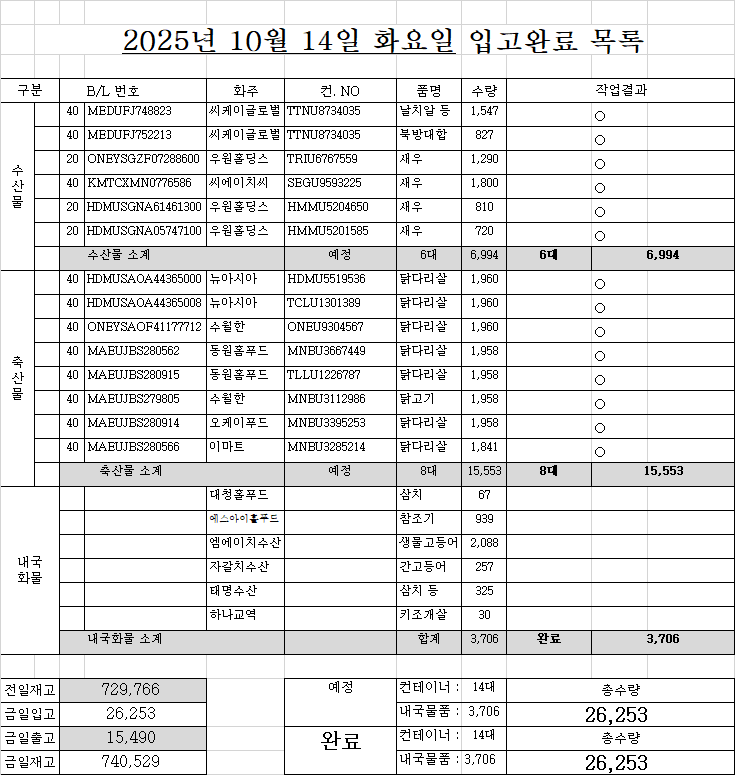 2025년 10월 14일 화요일 입고완료 목록
구분 B/L 번호 화주 컨. NO 품명 수량 작업결과
수산물
40 MEDUFJ748823 씨케이글로벌 TTNU8734035 날치알 등 1,547 ○
40 MEDUFJ752213 씨케이글로벌 TTNU8734035 북방대합 827 ○
20 ONEYSGZF07288600 우원홀딩스 TRIU6767559 새우 1,290 ○
40 KMTCXMN0776586 씨에이치씨 SEGU9593225 새우 1,800 ○
20 HDMUSGNA61461300 우원홀딩스 HMMU5204650 새우 810 ○
20 HDMUSGNA05747100 우원홀딩스 HMMU5201585 새우 720 ○
수산물 소계 예정 6대 6,994 6대 6,994
축산물
40 HDMUSAOA44365000 뉴아시아 HDMU5519536 닭다리살 1,960 ○
40 HDMUSAOA44365008 뉴아시아 TCLU1301389 닭다리살 1,960 ○
40 ONEYSAOF41177712 수월한 ONEU9304567 닭다리살 1,960 ○
40 MAEUJBS280562 동원홈푸드 MNBU3667449 닭다리살 1,958 ○
40 MAEUJBS280915 동원홈푸드 TLLU1226787 닭다리살 1,958 ○
40 MAEUJBS279805 수월한 MNBU3112986 닭고기 1,958 ○
40 MAEUJBS280914 오케이푸드 MNBU3395253 닭다리살 1,958 ○
40 MAEUJBS280566 이마트 MNBU3285214 닭다리살 1,841 ○
축산물 소계 예정 8대 15,553 8대 15,553
내국화물
대청홀푸드 삼치 67
에스아이홀푸드 참조기 939
엠에이치수산 생물고등어 2,088
자갈치수산 간고등어 257
태명수산 삼치 등 325
하나교역 키조개살 30
내국화물 소계 합계 3,706 완료 3,706
전일재고 729,766 예정 컨테이너 : 14대 총수량
금일입고 26,253 내국물품 : 3,706 26,253
금일출고 15,490 완료 컨테이너 : 14대 총수량
금일재고 740,529 내국물품 : 3,706 26,253